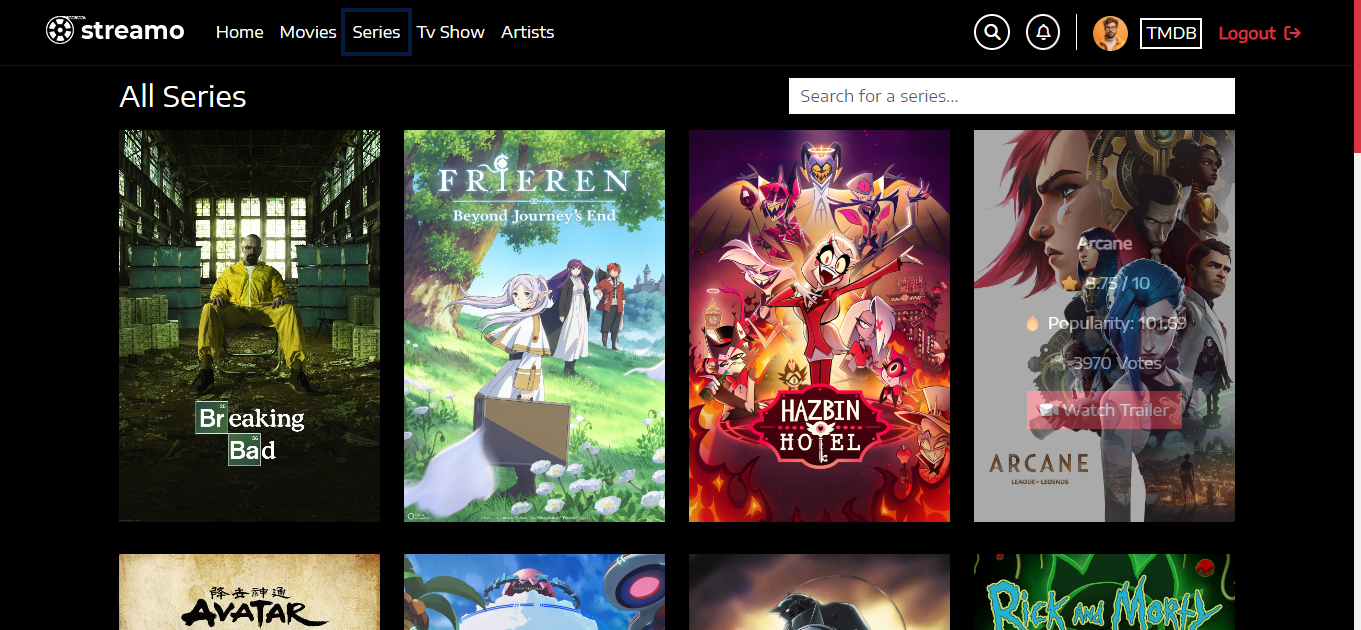 streamo
Home Movies Series Tv Show Artists
TMDB
Logout
All Series
Search for a series...
Breaking
Bad
FRIEREN
Beyond Journey's End
HAZBIN
HOTEL
Arcane
8.75 / 10
Popularity: 101.69
3970 Votes
Watch Trailer
ARCANE
LEAGUE OF LEGENDS
降去神通
AVATAR
Rick and Morty